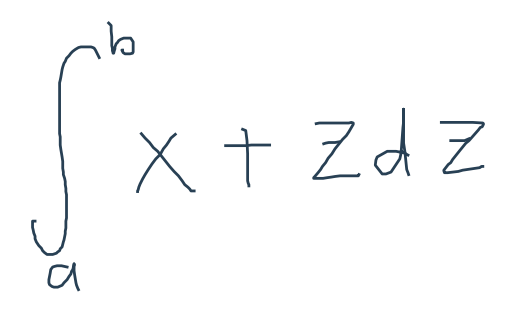 ∫_a^b x + z dz